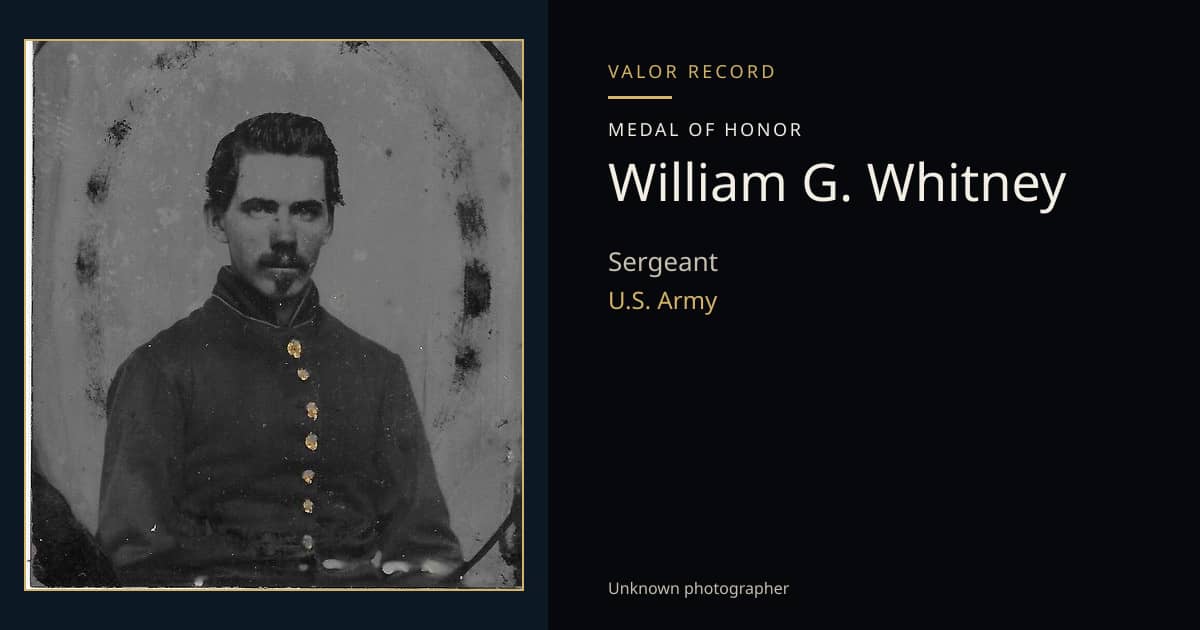 VALOR RECORD
MEDAL OF HONOR
William G. Whitney
Sergeant
U.S. Army
Unknown photographer